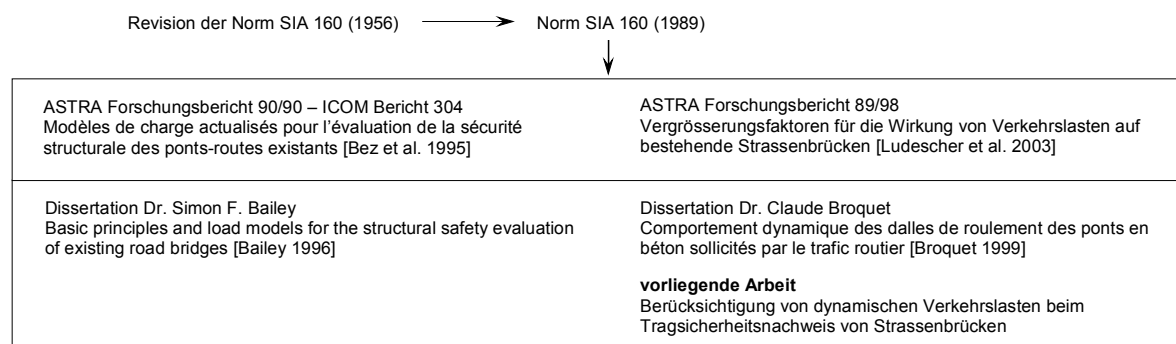 Revision der Norm SIA 160 (1956) Norm SIA 160 (1989)
ASTRA Forschungsbericht 90/90 – ICOM Bericht 304
Modèles de charge actualisés pour l’évaluation de la sécurité
structurale des ponts-routes existants [Bez et al. 1995]
ASTRA Forschungsbericht 89/98
Vergrösserungsfaktoren für die Wirkung von Verkehrslasten auf
bestehende Strassenbrücken [Ludescher et al. 2003]
Dissertation Dr. Simon F. Bailey
Basic principles and load models for the structural safety evaluation
of existing road bridges [Bailey 1996]
Dissertation Dr. Claude Broquet
Comportement dynamique des dalles de roulement des ponts en
béton sollicités par le trafic routier [Broquet 1999]
vorliegende Arbeit
Berücksichtigung von dynamischen Verkehrslasten beim
Tragsicherheitsnachweis von Strassenbrücken